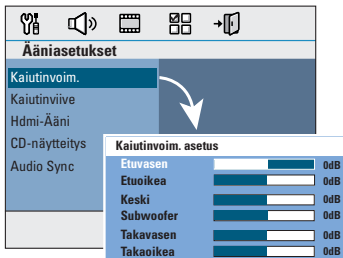 Ääniasetukset
Kaiutinvoim.
Kaiutinviive
Hdmi-Ääni
CD-näytteitys
Audio Sync
Kaiutinvoim. asetus
Etuvasen 0dB
Etuoikea 0dB
Keski 0dB
Subwoofer 0dB
Takavasen 0dB
Takaoikea 0dB